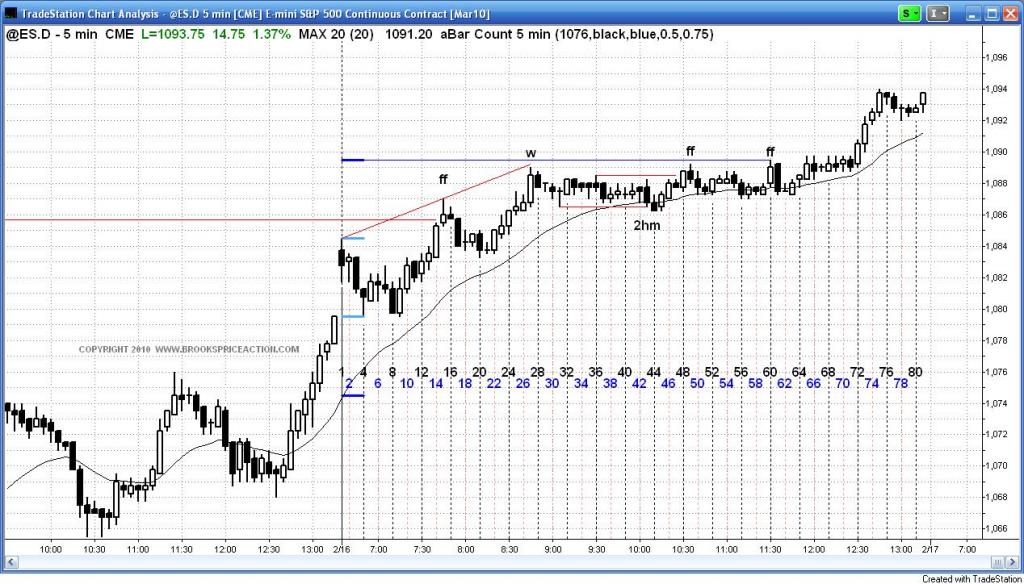 TradeStation Chart Analysis - @ES.D 5 min [CME] E-mini S&P 500 Continuous Contract [Mar10]
S
I
@ES.D - 5 min CME L=1093.75 14.75 1.37% MAX 20 (20) 1091.20 aBar Count 5 min (1076,black,blue,0.5,0.75)
1,096
1,094
1,092
1,090
1,088
1,086
1,084
1,082
1,080
1,078
1,076
1,074
1,072
1,070
1,068
1,066
ff
w
ff
ff
2hm
COPYRIGHT 2010 WWW.BROOKSPRICEACTION.COM
1 4 8 12 16 20 24 28 32 36 40 44 48 52 56 60 64 68 72 76 80
2 6 10 14 18 22 26 30 34 38 42 46 50 54 58 62 66 70 74 78
10:00 10:30 11:00 11:30 12:00 12:30 13:00 2/16 7:00 7:30 8:00 8:30 9:00 9:30 10:00 10:30 11:00 11:30 12:00 12:30 13:00 2/17 7:00
Created with TradeStation